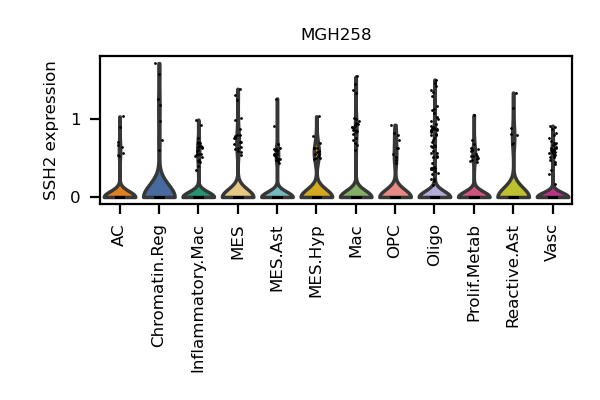 MGH258
SSH2 expression
1
0
AC
Chromatin.Reg
Inflammatory.Mac
MES
MES.Ast
MES.Hyp
Mac
OPC
Oligo
Prolif.Metab
Reactive.Ast
Vasc